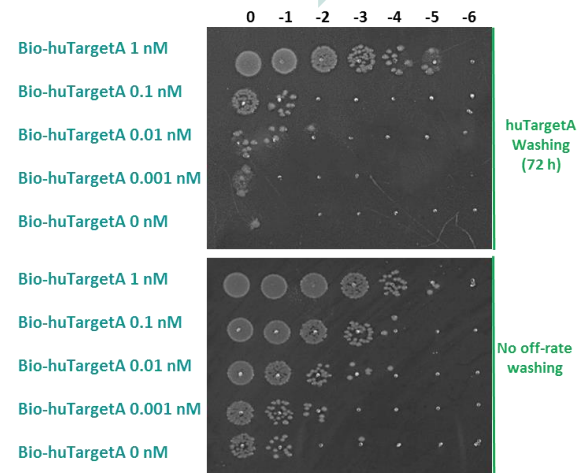 0 -1 -2 -3 -4 -5 -6
Bio-huTargetA 1 nM
Bio-huTargetA 0.1 nM
Bio-huTargetA 0.01 nM
Bio-huTargetA 0.001 nM
Bio-huTargetA 0 nM
huTargetA
Washing
(72 h)
Bio-huTargetA 1 nM
Bio-huTargetA 0.1 nM
Bio-huTargetA 0.01 nM
Bio-huTargetA 0.001 nM
Bio-huTargetA 0 nM
No off-rate
washing